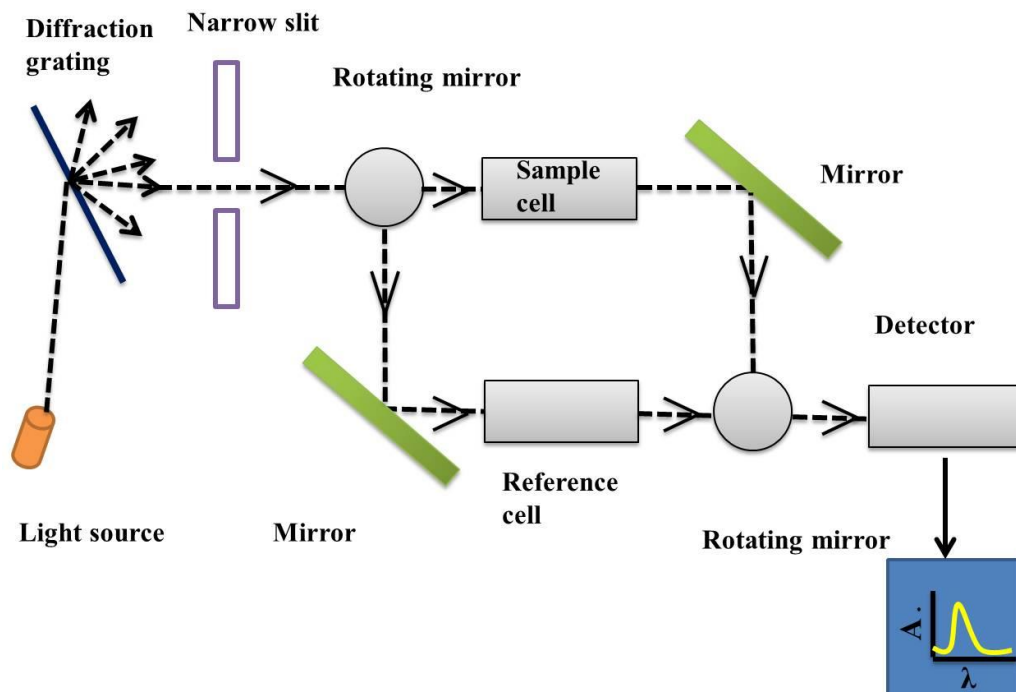 Diffraction
grating
Narrow slit
Rotating mirror
Sample
cell
Mirror
Detector
Reference
cell
Light source
Mirror
Rotating mirror
A.
λ